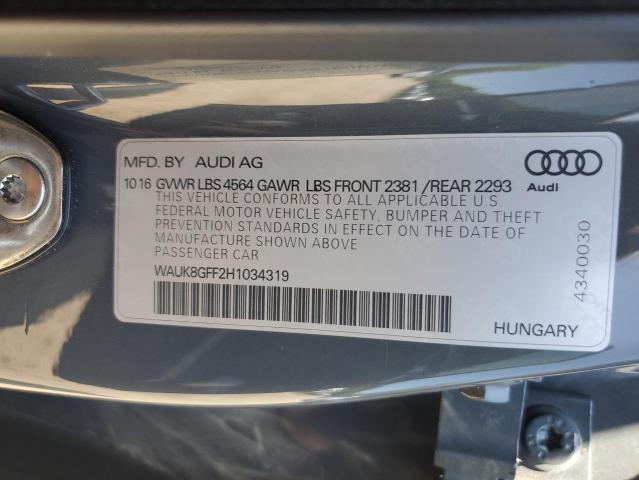 MFD. BY AUDI AG
10 16 GVWR LBS 4564 GAWR LBS FRONT 2381 / REAR 2293
THIS VEHICLE CONFORMS TO ALL APPLICABLE U.S.
FEDERAL MOTOR VEHICLE SAFETY, BUMPER AND THEFT
PREVENTION STANDARDS IN EFFECT ON THE DATE OF
MANUFACTURE SHOWN ABOVE
PASSENGER CAR
WAUK8GFF2H1034319
Audi
4340030
HUNGARY